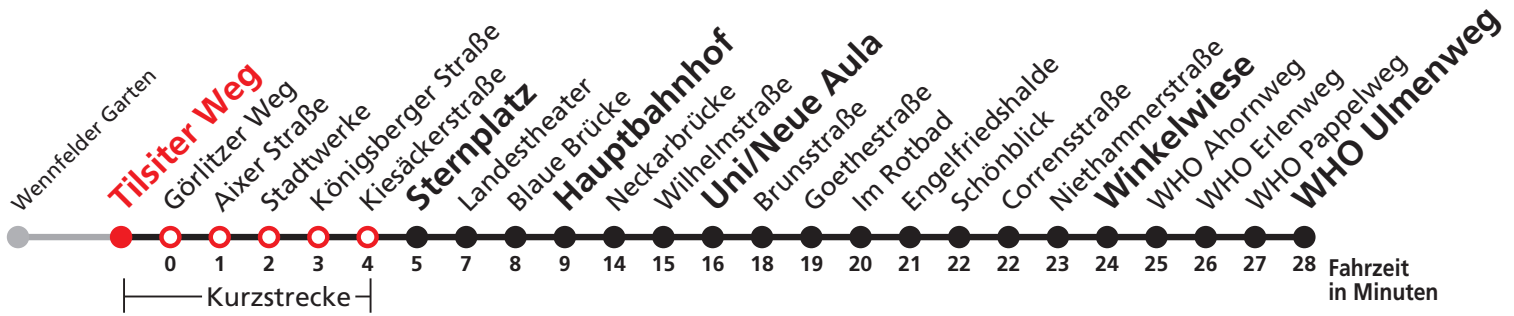 Wennfelder Garten
Tilsiter Weg
Görlitzer Weg
Aixer Straße
Stadtwerke
Königsberger Straße
Kiesäckerstraße
Sternplatz
Landestheater
Blaue Brücke
Hauptbahnhof
Neckarbrücke
Wilhelmstraße
Uni/Neue Aula
Brunsstraße
Goethestraße
Im Rotbad
Engelfriedshalde
Schönblick
Corrensstraße
Niethammerstraße
Winkelwiese
WHO Ahornweg
WHO Erlenweg
WHO Pappelweg
WHO Ulmenweg
0 1 2 3 4 5 7 8 9 14 15 16 18 19 20 21 22 22 23 24 25 26 27 28 Fahrzeit
in Minuten
Kurzstrecke